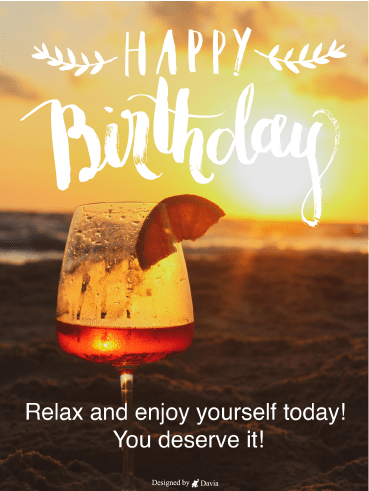 HAPPY
Birthday
Relax and enjoy yourself today!
You deserve it!
Designed by Davia